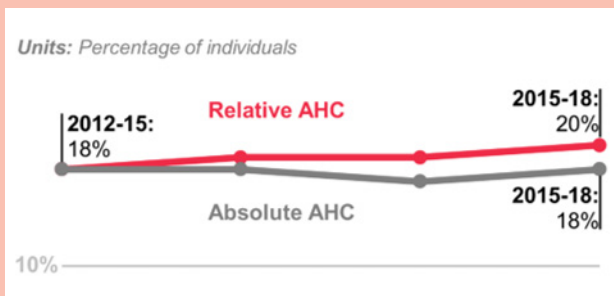 Units: Percentage of individuals
2012-15:
18%
Relative AHC
2015-18:
20%
Absolute AHC
2015-18:
18%
10%